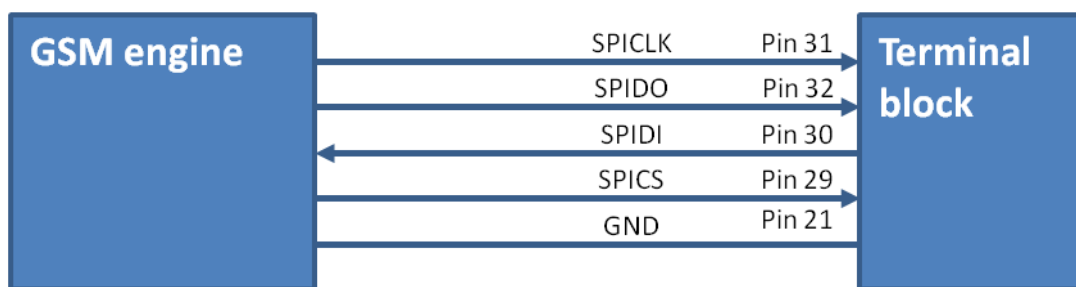 GSM engine
SPICLK Pin 31
SPIDO Pin 32
SPIDI Pin 30
SPICS Pin 29
GND Pin 21
Terminal
block